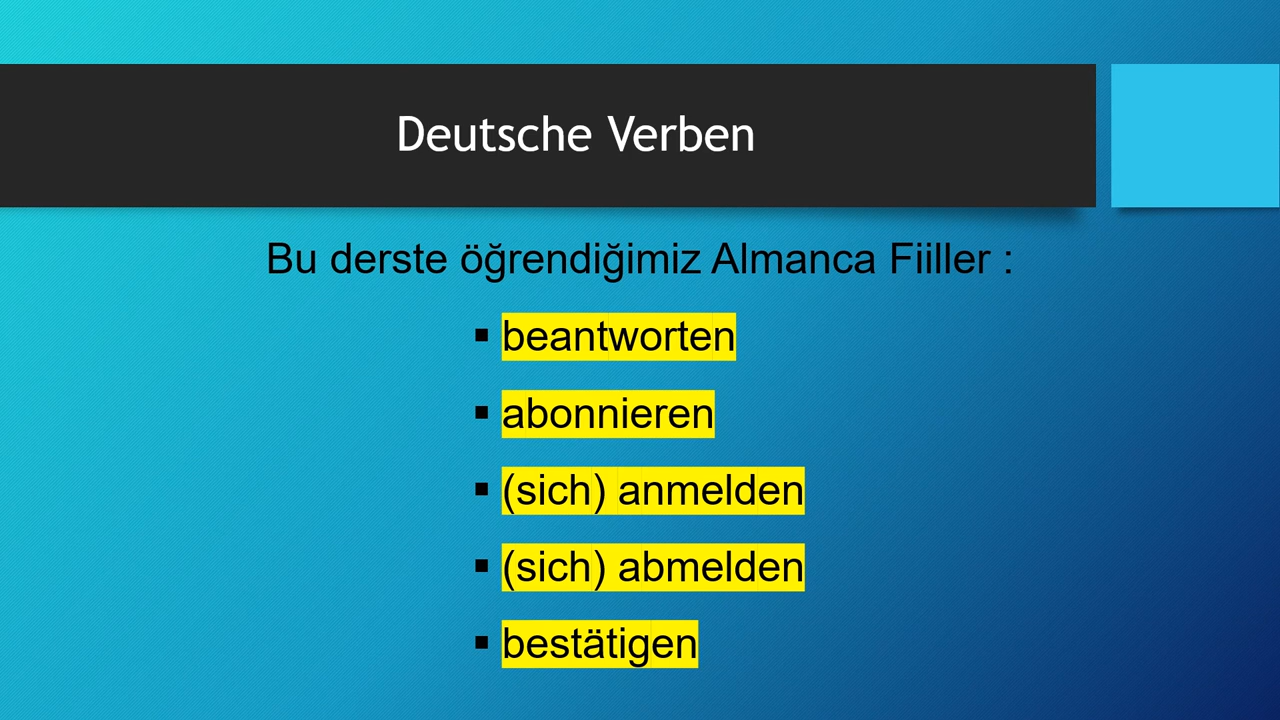 Deutsche Verben
Bu derste öğrendiğimiz Almanca Fiiller :
▪ beantworten
▪ abonnieren
▪ (sich) anmelden
▪ (sich) abmelden
▪ bestätigen